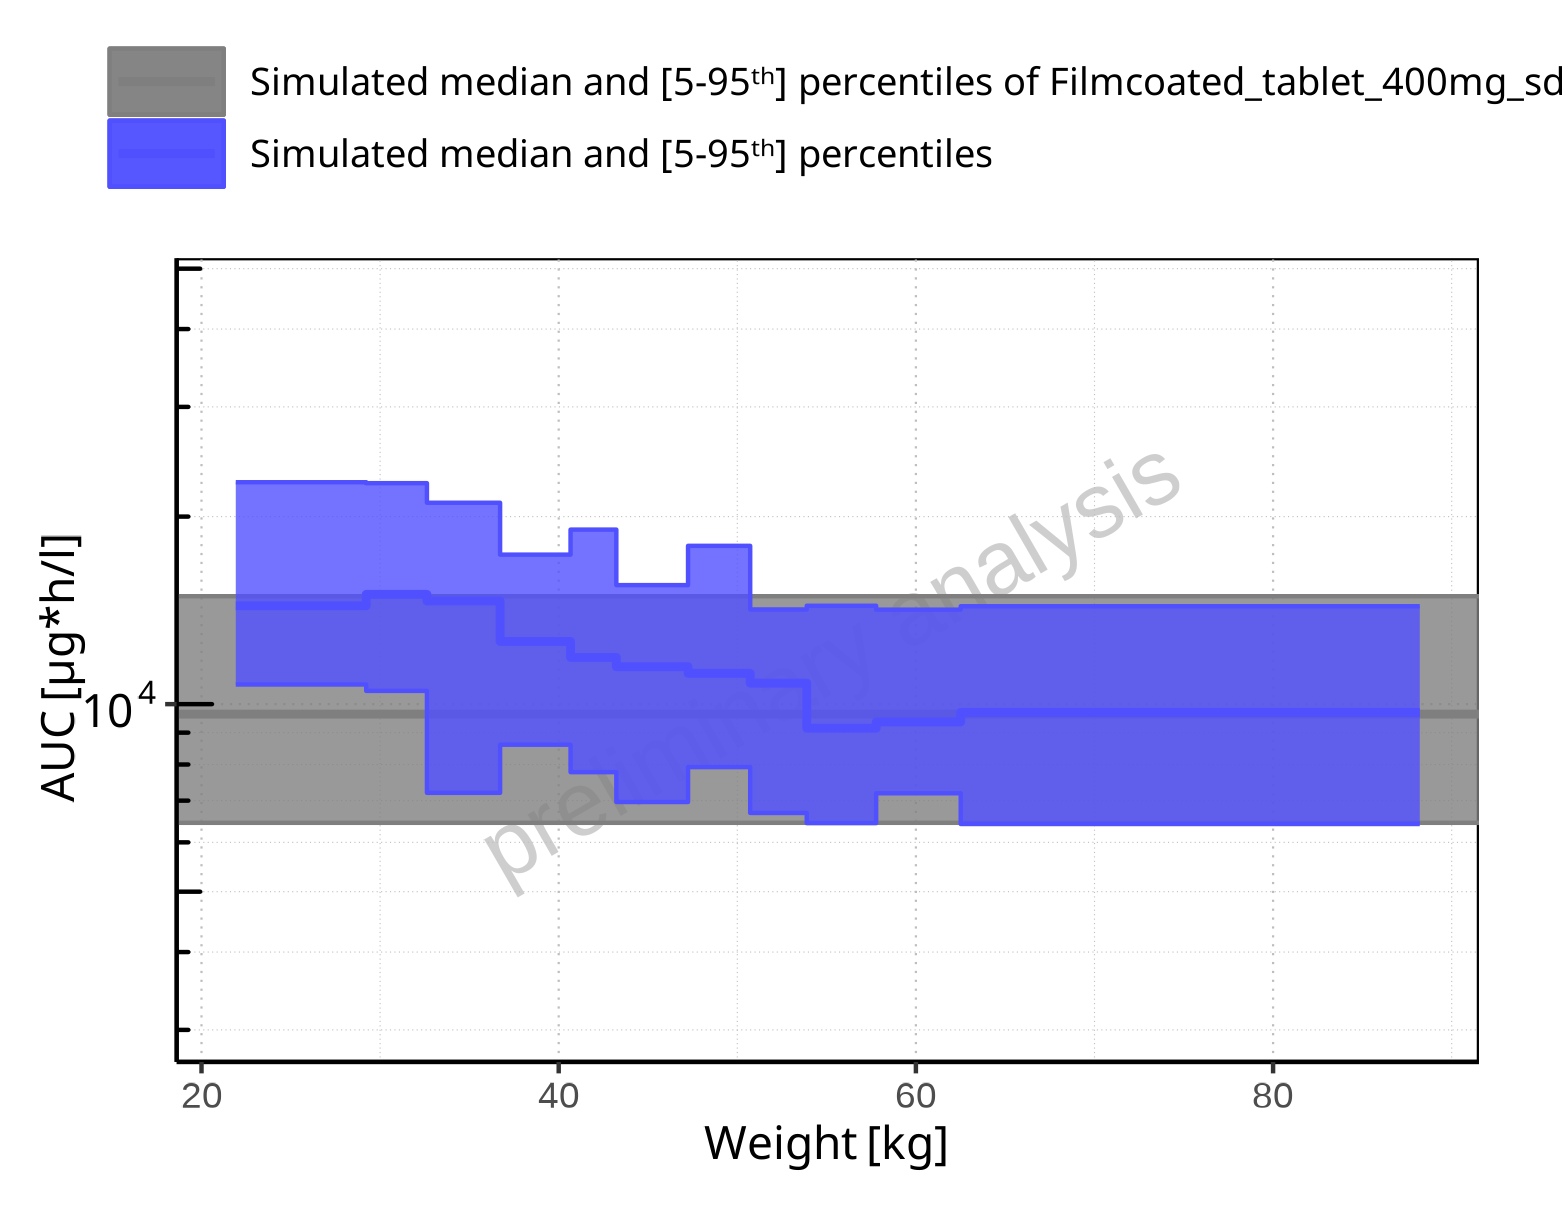 Simulated median and [5-95ᵗʰ] percentiles of Filmcoated_tablet_400mg_sd
Simulated median and [5-95ᵗʰ] percentiles
AUC [µg*h/l]
10⁴
preliminary analysis
20 40 60 80
Weight [kg]